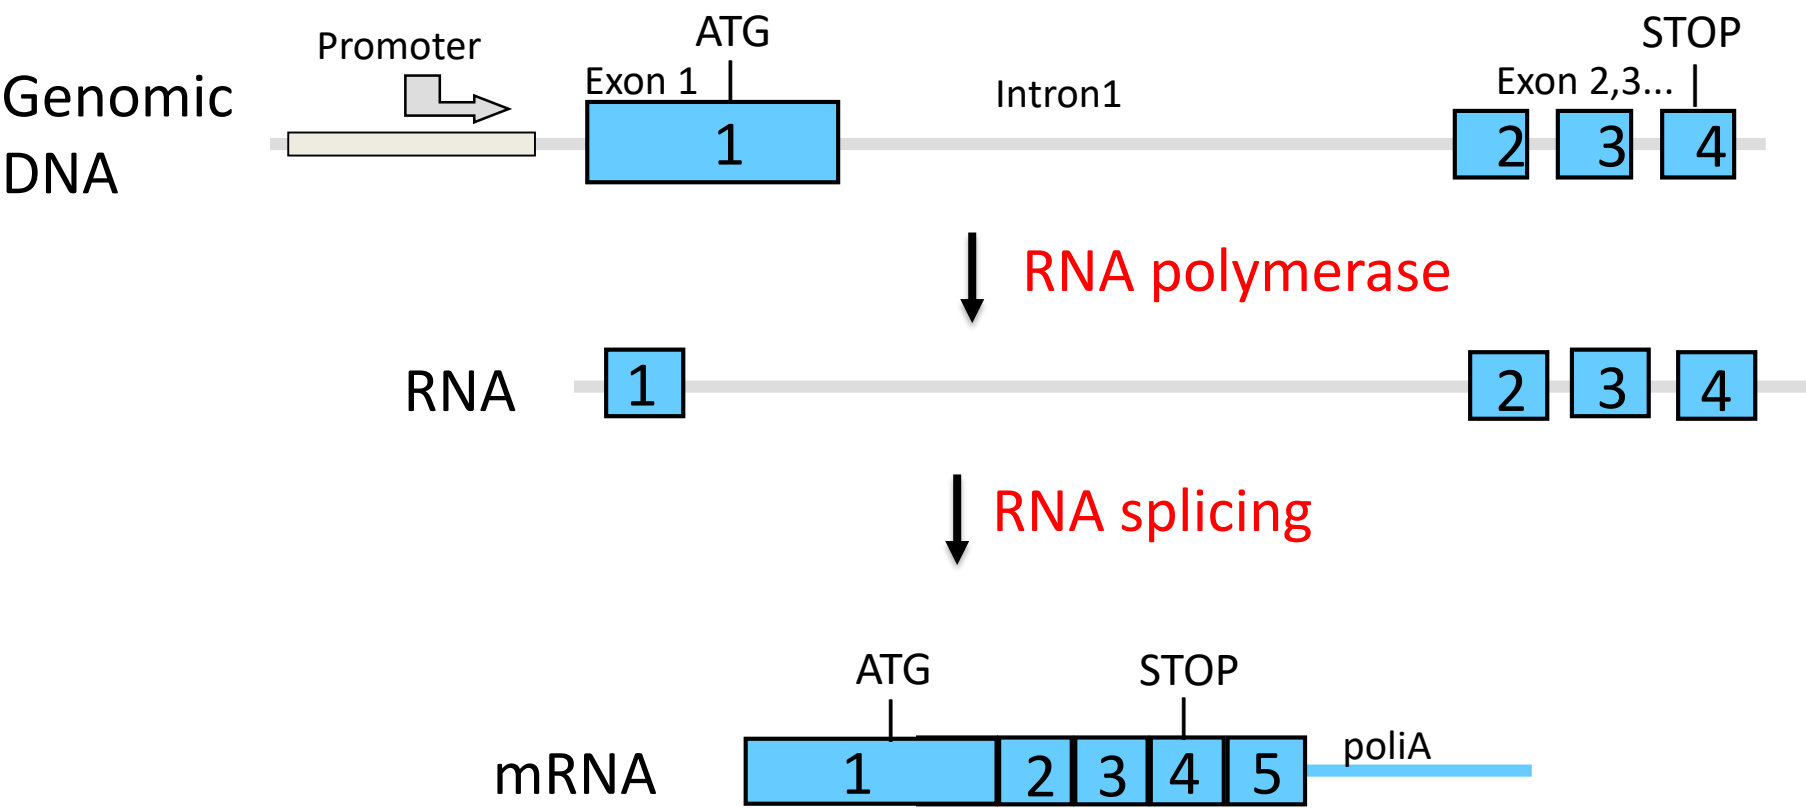 Promoter
ATG
STOP
Genomic
DNA
Exon 1
Intron1
Exon 2,3...
1
2
3
4
RNA polymerase
RNA
1
2
3
4
RNA splicing
ATG
STOP
mRNA
1
2
3
4
5
poliA